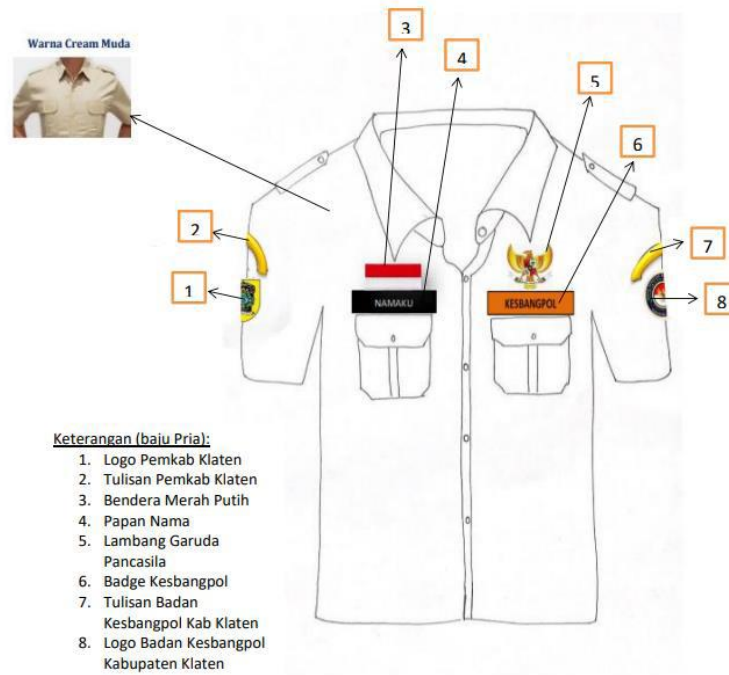 Warna Cream Muda
3
4
5
6
2
7
1
8
NAMAKU
KESBANGPOL
Keterangan (baju Pria):
1. Logo Pemkab Klaten
2. Tulisan Pemkab Klaten
3. Bendera Merah Putih
4. Papan Nama
5. Lambang Garuda
Pancasila
6. Badge Kesbangpol
7. Tulisan Badan
Kesbangpol Kab Klaten
8. Logo Badan Kesbangpol
Kabupaten Klaten